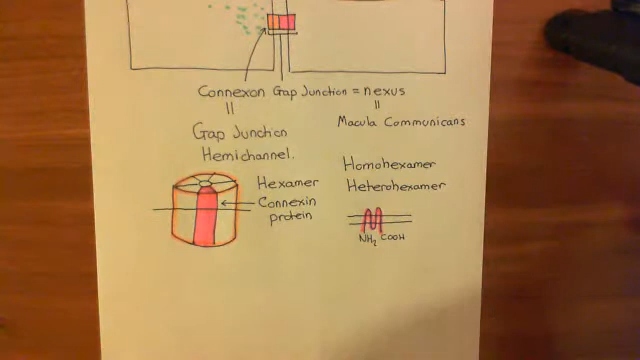 Connexon Gap Junction = nexus
=
Gap Junction
Hemichannel.
=
Macula Communicans
Hexamer
Connexin
protein
Homohexamer
Heterohexamer
NH2 COOH